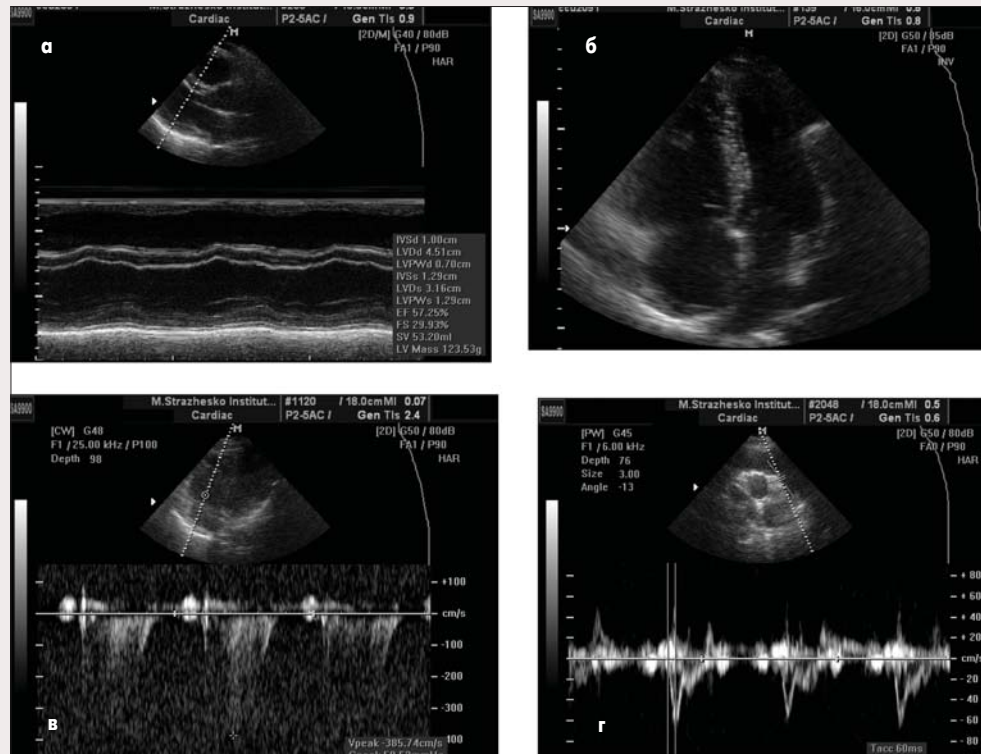 а
M.Strazhesko Institut...
Cardiac
P2-5AC /
Gen TIs 0.9
[2D/M] G40 / 80dB
FA1 / P90
HAR
IVSd 1.00cm
LVDd 4.51cm
LVPWd 0.70cm
IVSs 1.29cm
LVDs 3.16cm
LVPWs 1.29cm
EF 57.25%
FS 29.93%
SV 53.20ml
LV Mass 123.53g
б
M.Strazhesko Institut...
Cardiac
P2-5AC /
Gen TIs 0.8
[2D] G50 / 85dB
FA1 / P90
INV
SA9900
M.Strazhesko Institut...
#1120 / 18.0cm MI 0.07
Cardiac
P2-5AC /
Gen TIs 2.4
[CW] G48
F1 / 25.00 kHz / P100
Depth 98
[2D] G50 / 80dB
FA1 / P90
HAR
+100
cm/s
-100
-200
-300
-400
Vpeak -385.74cm/s
в
SA9900
M.Strazhesko Institut...
#2048 / 18.0cm MI 0.5
Cardiac
P2-5AC /
Gen TIs 0.6
[PW] G45
F1 / 6.00 kHz
Depth 76
Size 3.00
Angle -13
[2D] G50 / 80dB
FA0 / P90
HAR
+ 80
+ 60
+ 40
+ 20
cm/s
- 20
- 40
- 60
- 80
Tacc 60ms
г